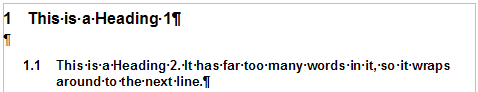 1 This·is·a·Heading·1¶
¶
1.1 This·is·a·Heading·2.·It·has·far·too·many·words·in·it,·so·it·wraps
around·to·the·next·line.¶